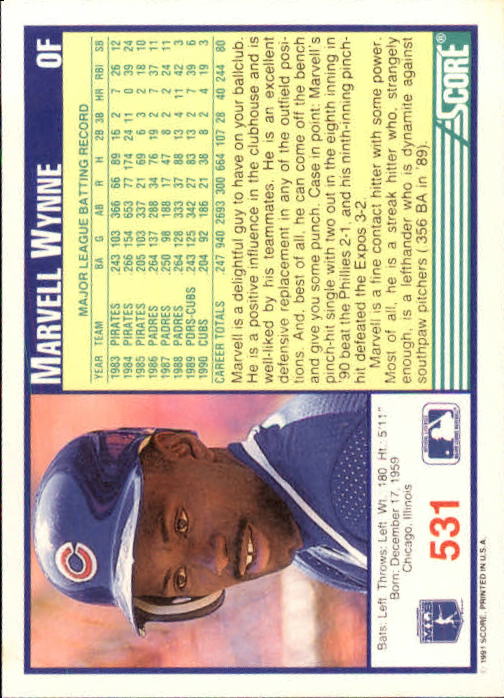 MARVELL WYNNE OF
MAJOR LEAGUE BATTING RECORD
YEAR TEAM BA G AB R H 2B 3B HR RBI SB
1983 PIRATES .243 103 366 66 89 16 2 7 26 12
1984 PIRATES .266 154 653 77 174 24 11 0 39 24
1985 PIRATES .205 103 337 21 69 6 3 2 18 10
1986 PADRES .264 137 288 34 76 19 2 7 37 11
1987 PADRES .250 98 188 17 47 8 2 2 24 11
1988 PADRES .264 128 333 37 88 13 4 11 42 3
1989 PDRS-CUBS .243 125 342 27 83 13 2 7 39 6
1990 CUBS .204 92 186 21 38 8 2 4 19 3
CAREER TOTALS .247 940 2693 300 664 107 28 40 244 80
Marvell is a delightful guy to have on your ballclub.
He is a positive influence in the clubhouse and is
well-liked by his teammates. He is an excellent
defensive replacement in any of the outfield posi-
tions. And, best of all, he can come off the bench
and give you some punch. Case in point: Marvell's
pinch-hit single with two out in the eighth inning in
'90 beat the Phillies 2-1, and his ninth-inning pinch-
hit defeated the Expos 3-2.
Marvell is a fine contact hitter with some power.
Most of all, he is a streak hitter who, strangely
enough, is a lefthander who is dynamite against
southpaw pitchers (.356 BA in '89).
SCORE
C
Bats: Left Throws: Left Wt. 180 Ht.: 5'11"
Born: December 17, 1959
Chicago, Illinois
531
© 1991 SCORE, PRINTED IN U.S.A.